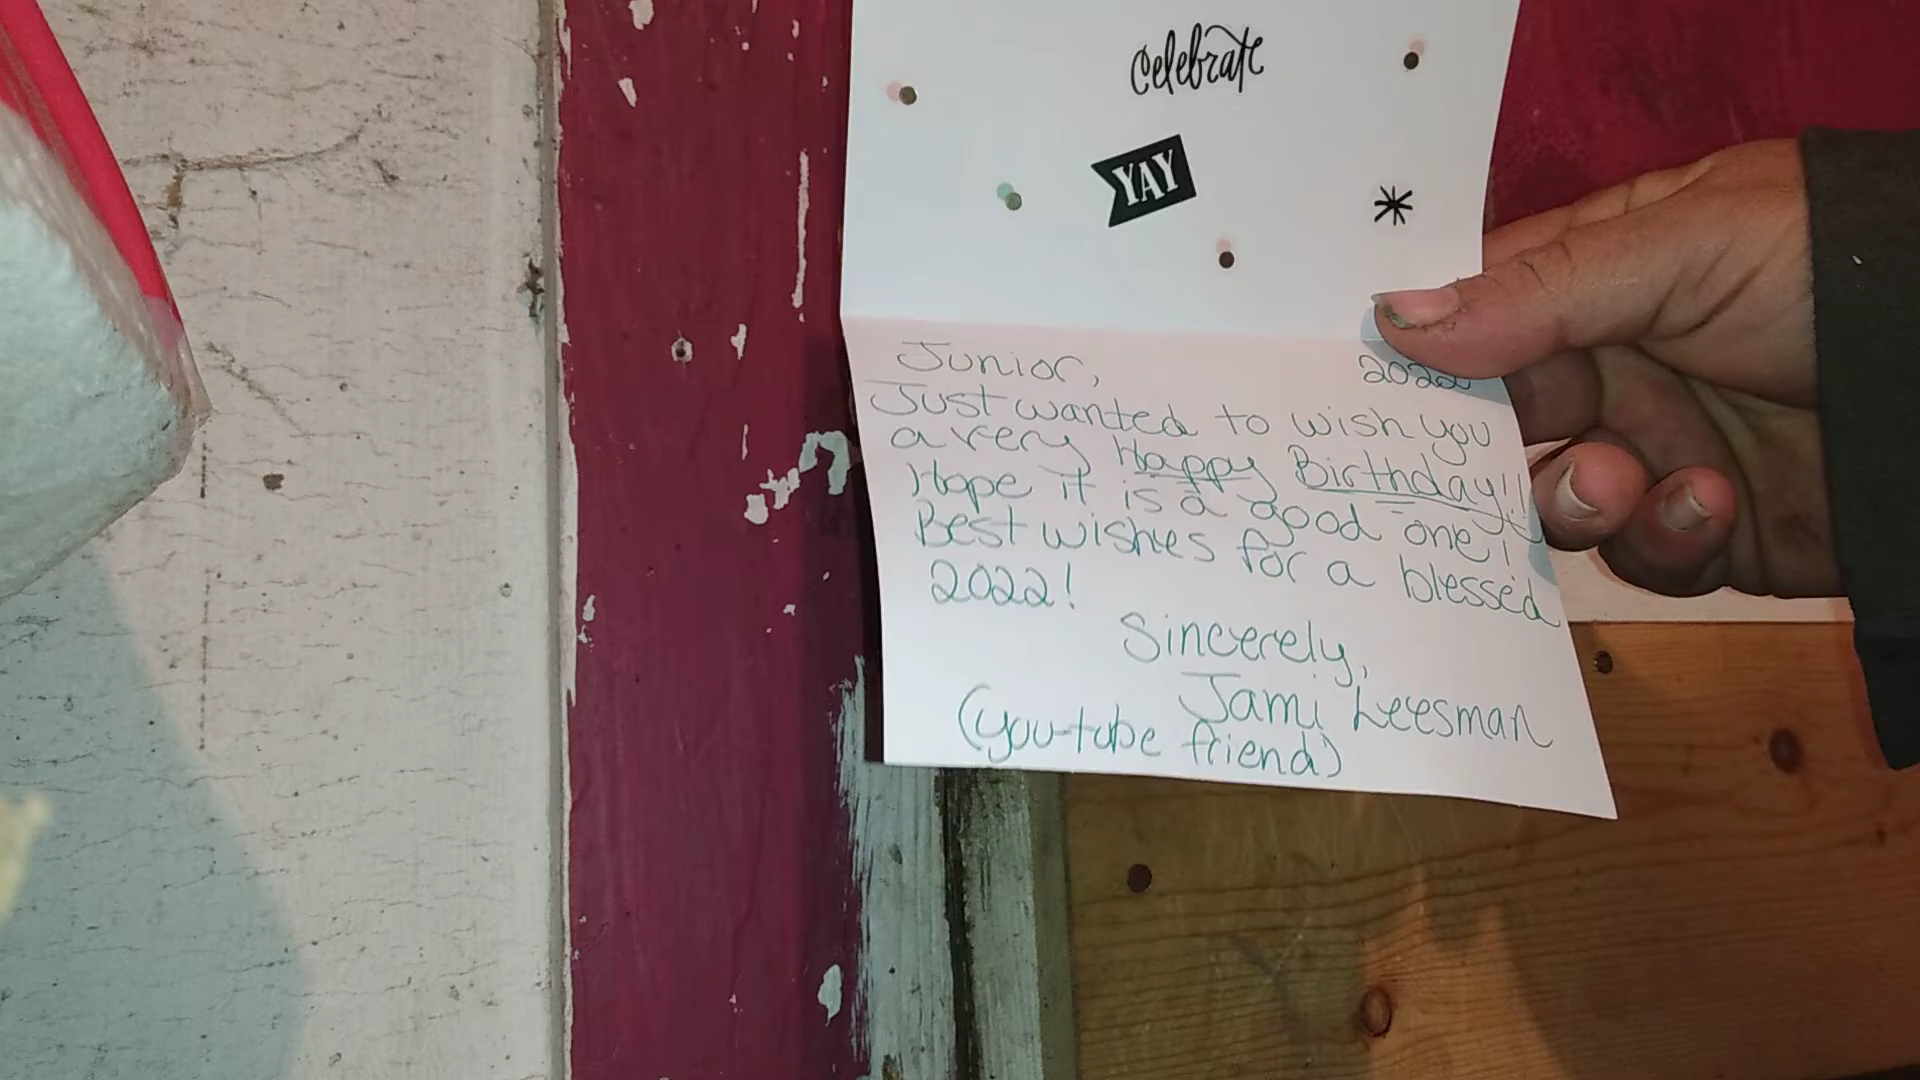 Celebrate
YAY
Junior, 2022
Just wanted to wish you
a very Happy Birthday!!
Hope it is a good one!
Best wishes for a blessed
2022!
Sincerely,
Jami Leesman
(you-tube friend)